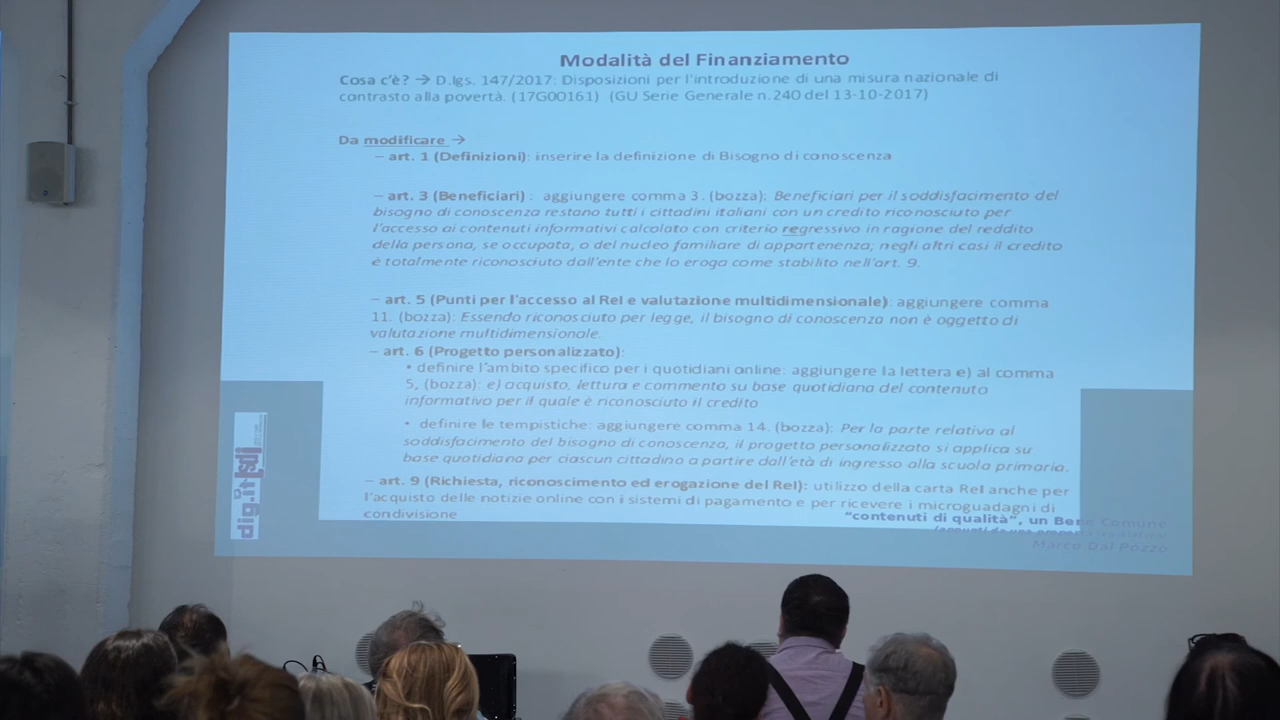 Modalità del Finanziamento
Cosa c'è? → D.lgs. 147/2017: Disposizioni per l'introduzione di una misura nazionale di
contrasto alla povertà. (17G00161) (GU Serie Generale n.240 del 13-10-2017)
Da modificare →
– art. 1 (Definizioni): inserire la definizione di Bisogno di conoscenza
– art. 3 (Beneficiari) : aggiungere comma 3. (bozza): Beneficiari per il soddisfacimento del
bisogno di conoscenza restano tutti i cittadini italiani con un credito riconosciuto per
l'accesso ai contenuti informativi calcolato con criterio regressivo in ragione del reddito
della persona, se occupata, o del nucleo familiare di appartenenza; negli altri casi il credito
è totalmente riconosciuto dall'ente che lo eroga come stabilito nell'art. 9.
– art. 5 (Punti per l'accesso al ReI e valutazione multidimensionale): aggiungere comma
11. (bozza): Essendo riconosciuto per legge, il bisogno di conoscenza non è oggetto di
valutazione multidimensionale.
– art. 6 (Progetto personalizzato):
• definire l'ambito specifico per i quotidiani online: aggiungere la lettera e) al comma
5, (bozza): e) acquisto, lettura e commento su base quotidiana del contenuto
informativo per il quale è riconosciuto il credito
• definire le tempistiche: aggiungere comma 14. (bozza): Per la parte relativa al
soddisfacimento del bisogno di conoscenza, il progetto personalizzato si applica su
base quotidiana per ciascun cittadino a partire dall'età di ingresso alla scuola primaria.
– art. 9 (Richiesta, riconoscimento ed erogazione del ReI): utilizzo della carta ReI anche per
l'acquisto delle notizie online con i sistemi di pagamento e per ricevere i microguadagni di
condivisione
"contenuti di qualità", un Bene Comune
Marco Dal Pozzo
dig.it